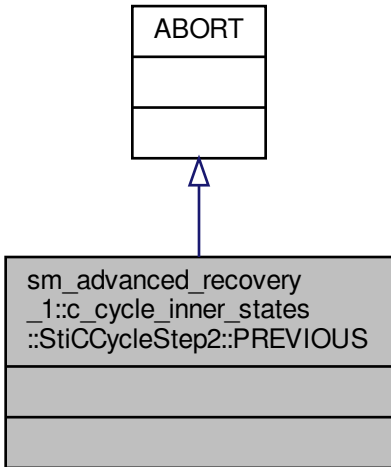 ABORT
sm_advanced_recovery
_1::c_cycle_inner_states
::StiCCycleStep2::PREVIOUS